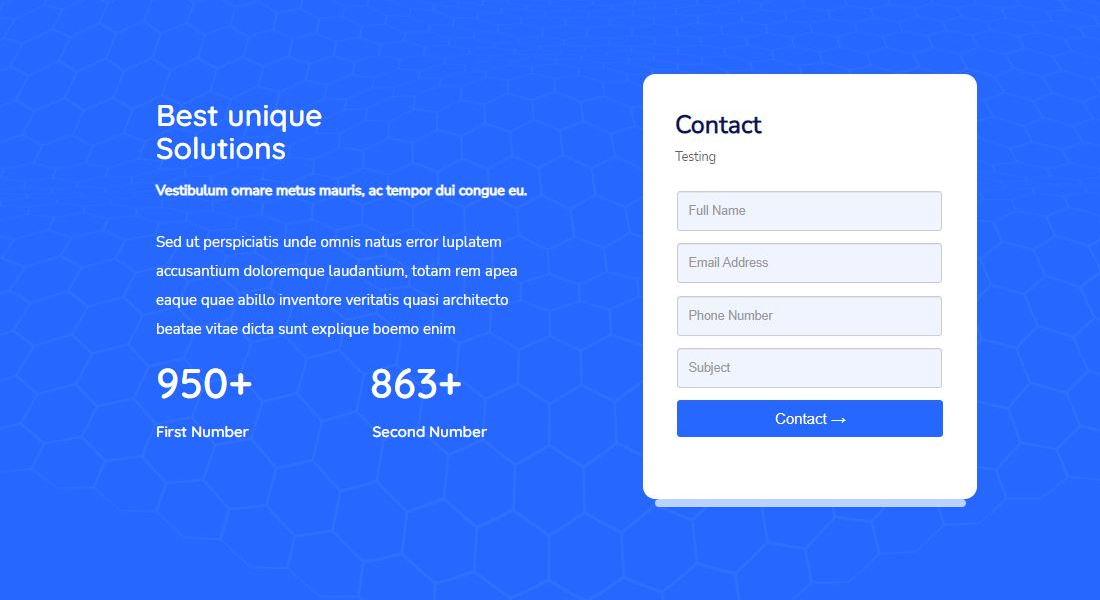 Best unique
Solutions
Vestibulum ornare metus mauris, ac tempor dui congue eu.
Sed ut perspiciatis unde omnis natus error luplatem
accusantium doloremque laudantium, totam rem apea
eaque quae abillo inventore veritatis quasi architecto
beatae vitae dicta sunt explique boemo enim
950+
863+
First Number
Second Number
Contact
Testing
Full Name
Email Address
Phone Number
Subject
Contact →